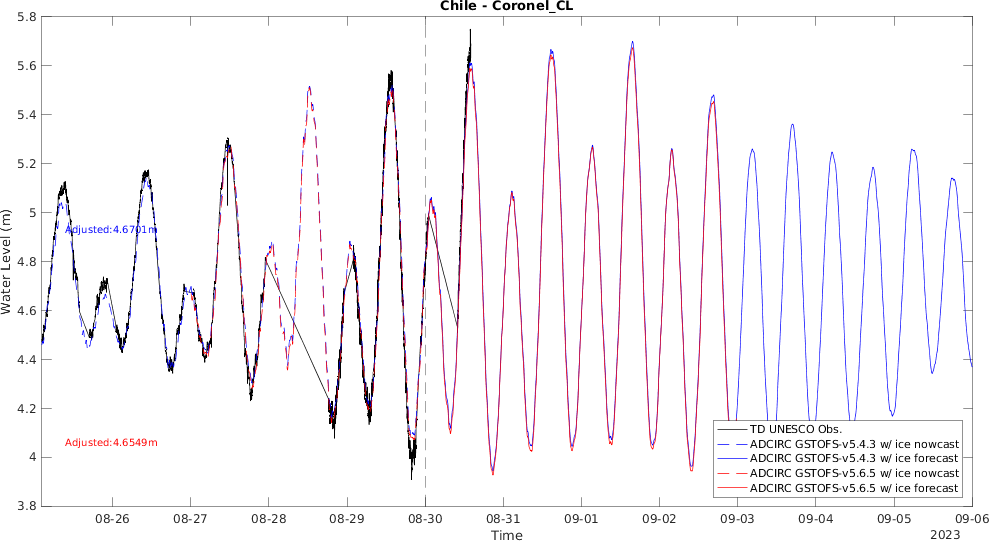 Chile - Coronel_CL
5.8
5.6
5.4
5.2
5
4.8
4.6
4.4
4.2
4
3.8
Water Level (m)
Adjusted:4.6701m
Adjusted:4.6549m
TD UNESCO Obs.
ADCIRC GSTOFS-v5.4.3 w/ ice nowcast
ADCIRC GSTOFS-v5.4.3 w/ ice forecast
ADCIRC GSTOFS-v5.6.5 w/ ice nowcast
ADCIRC GSTOFS-v5.6.5 w/ ice forecast
08-26 08-27 08-28 08-29 08-30 08-31 09-01 09-02 09-03 09-04 09-05 09-06
Time
2023